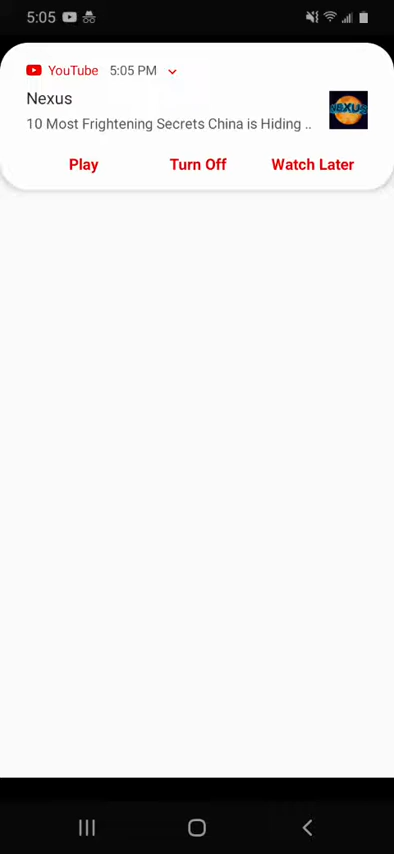 5:05
YouTube 5:05 PM
Nexus
10 Most Frightening Secrets China is Hiding ..
NEXUS
Play Turn Off Watch Later